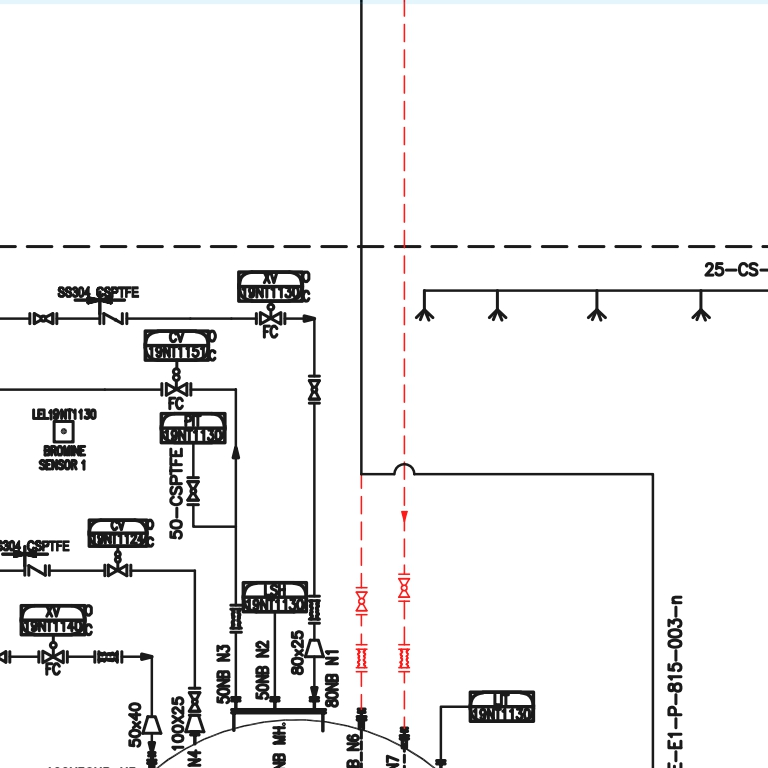 25-CS-
XV
19NT1130
O
C
SS304 CSPTFE
FC
CV
19NT1151
O
C
FC
LEL19NT1130
PIT
19NT1130
BROMINE
SENSOR 1
50-CSPTFE
CV
19NT1124
O
C
S304 CSPTFE
LSH
19NT1130
XV
19NT1140
O
C
FC
50NB N3
50NB N2
80x25
80NB N1
E-E1-P-815-003-n
LIT
19NT1130
50x40
100X25
N4
NB MH.
B N6
N7